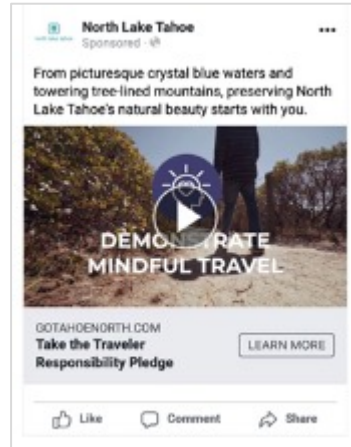 North Lake Tahoe
Sponsored
From picturesque crystal blue waters and
towering tree-lined mountains, preserving North
Lake Tahoe's natural beauty starts with you.
DEMONSTRATE
MINDFUL TRAVEL
GOTAHOENORTH.COM
Take the Traveler
Responsibility Pledge
LEARN MORE
Like
Comment
Share